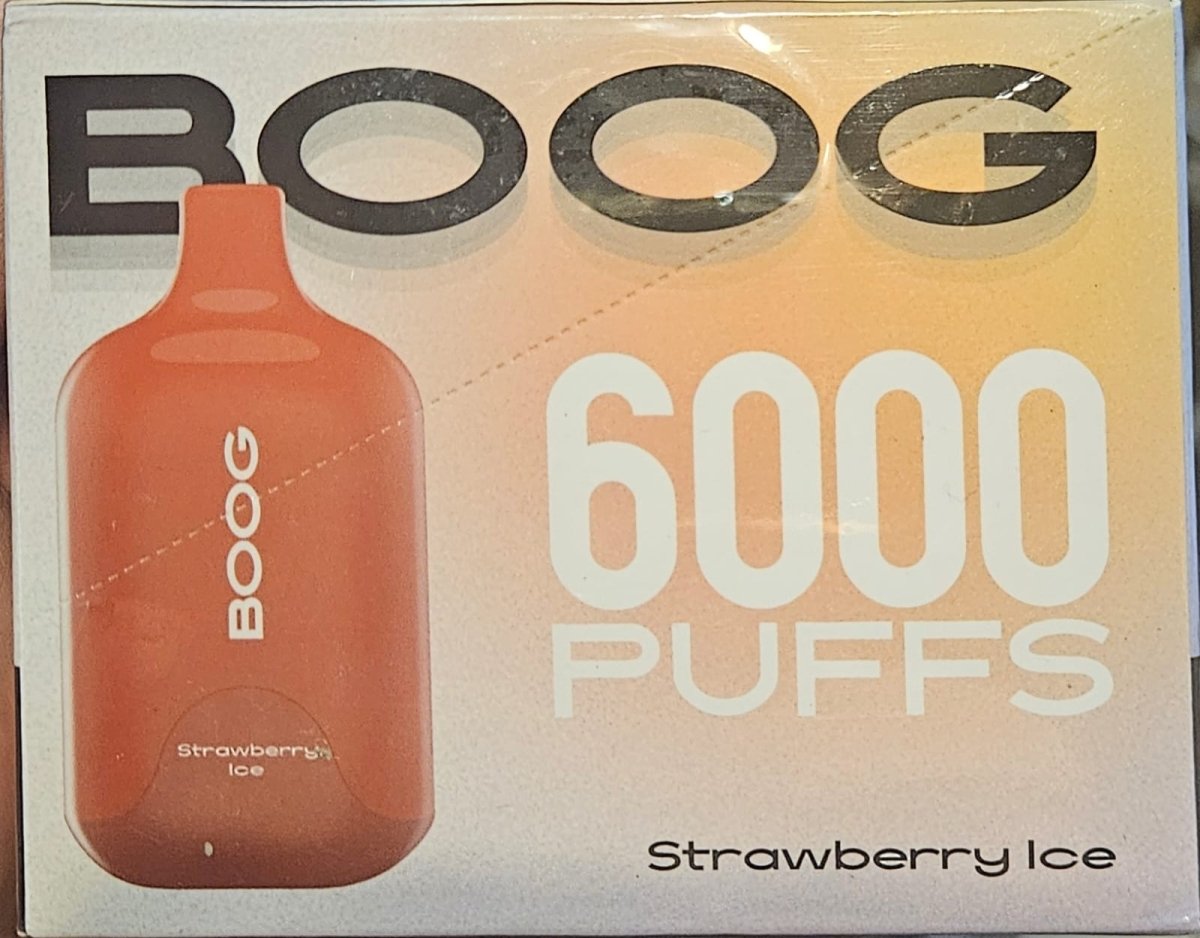 BOOG
6000
PUFFS
BOOG
Strawberry
Ice
Strawberry Ice